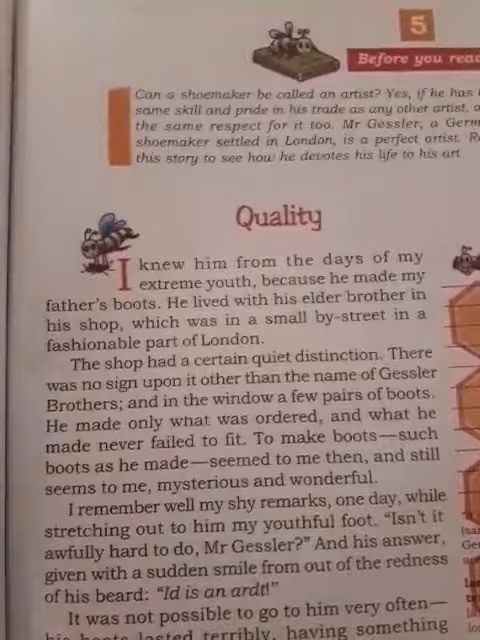 5
Before you read
Can a shoemaker be called an artist? Yes, if he has
same skill and pride in his trade as any other artist, a
the same respect for it too. Mr Gessler, a Germ
shoemaker settled in London, is a perfect artist. R
this story to see how he devotes his life to his art
Quality
I knew him from the days of my
extreme youth, because he made my
father's boots. He lived with his elder brother in
his shop, which was in a small by-street in a
fashionable part of London.
The shop had a certain quiet distinction. There
was no sign upon it other than the name of Gessler
Brothers; and in the window a few pairs of boots.
He made only what was ordered, and what he
made never failed to fit. To make boots—such
boots as he made—seemed to me then, and still
seems to me, mysterious and wonderful.
I remember well my shy remarks, one day, while
stretching out to him my youthful foot. “Isn't it
awfully hard to do, Mr Gessler?” And his answer,
given with a sudden smile from out of the redness
of his beard: “Id is an ardt!”
It was not possible to go to him very often—
his boots lasted terribly, having something